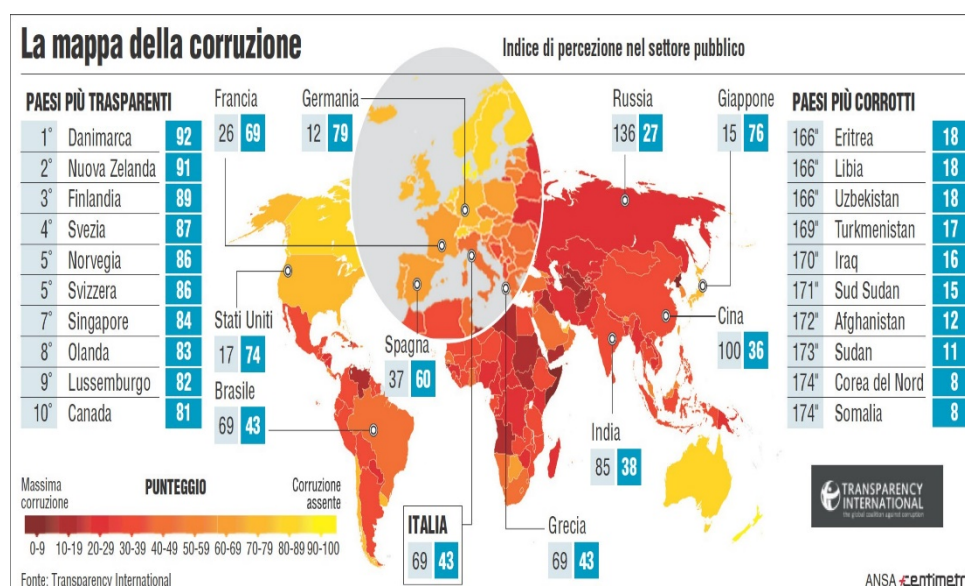 La mappa della corruzione
Indice di percezione nel settore pubblico
PAESI PIÙ TRASPARENTI
1° Danimarca 92
2° Nuova Zelanda 91
3° Finlandia 89
4° Svezia 87
5° Norvegia 86
5° Svizzera 86
7° Singapore 84
8° Olanda 83
9° Lussemburgo 82
10° Canada 81
Francia
26 69
Germania
12 79
Russia
136 27
Giappone
15 76
Stati Uniti
17 74
Spagna
37 60
Brasile
69 43
Cina
100 36
India
85 38
ITALIA
69 43
Grecia
69 43
PAESI PIÙ CORROTTI
166° Eritrea 18
166° Libia 18
166° Uzbekistan 18
169° Turkmenistan 17
170° Iraq 16
171° Sud Sudan 15
172° Afghanistan 12
173° Sudan 11
174° Corea del Nord 8
174° Somalia 8
Massima corruzione
PUNTEGGIO
Corruzione assente
0-9 10-19 20-29 30-39 40-49 50-59 60-69 70-79 80-89 90-100
Fonte: Transparency International
TRANSPARENCY
INTERNATIONAL
the global coalition against corruption
ANSA centimetri